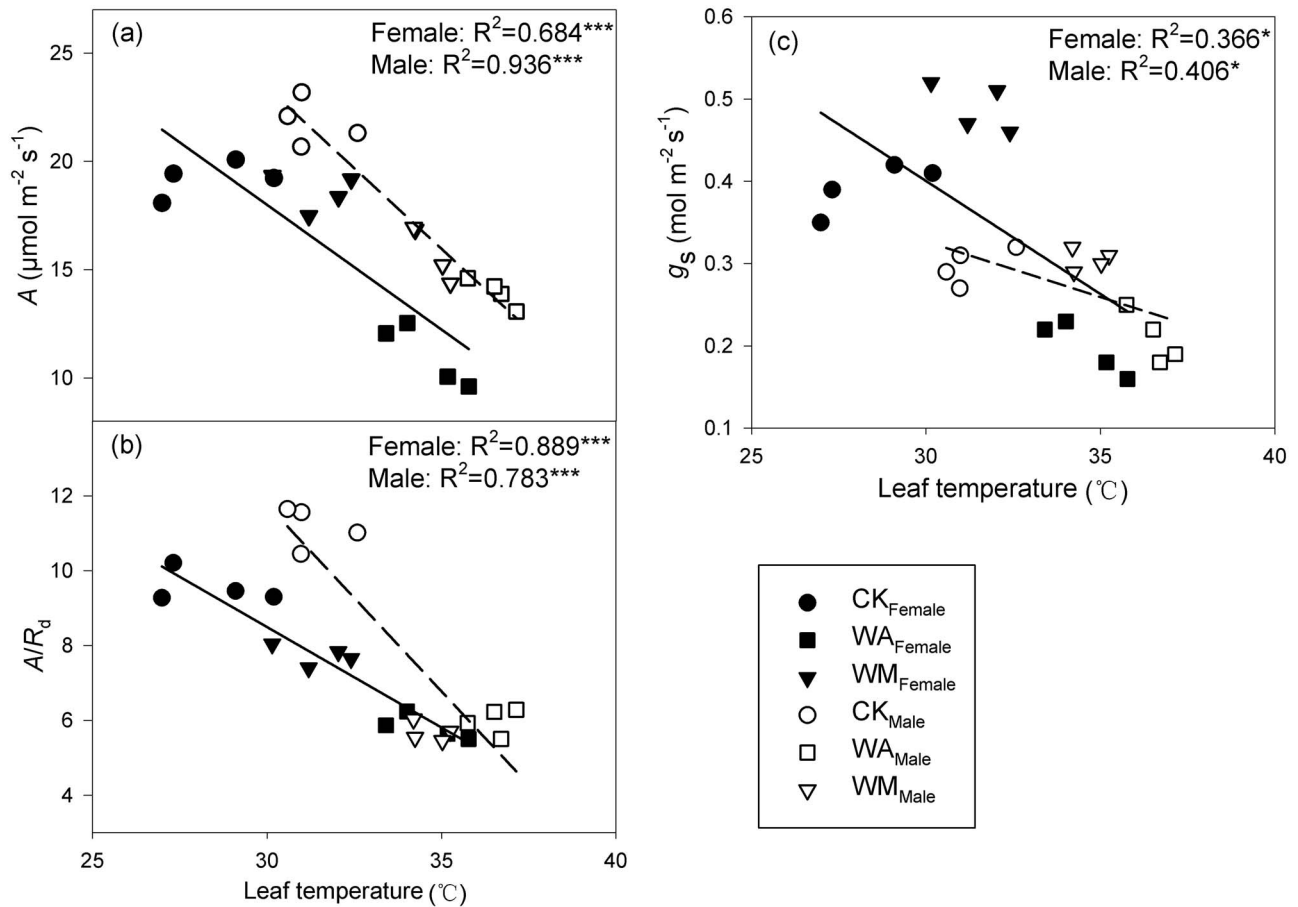 (a)
Female: R²=0.684***
Male: R²=0.936***
25
20
15
10
A (μmol m⁻² s⁻¹)
(b)
Female: R²=0.889***
Male: R²=0.783***
12
10
8
6
4
A/Rd
25 30 35 40
Leaf temperature (℃)
(c)
Female: R²=0.366*
Male: R²=0.406*
0.6
0.5
0.4
0.3
0.2
0.1
gs (mol m⁻² s⁻¹)
25 30 35 40
Leaf temperature (℃)
CKFemale
WAFemale
WMFemale
CKMale
WAMale
WMMale